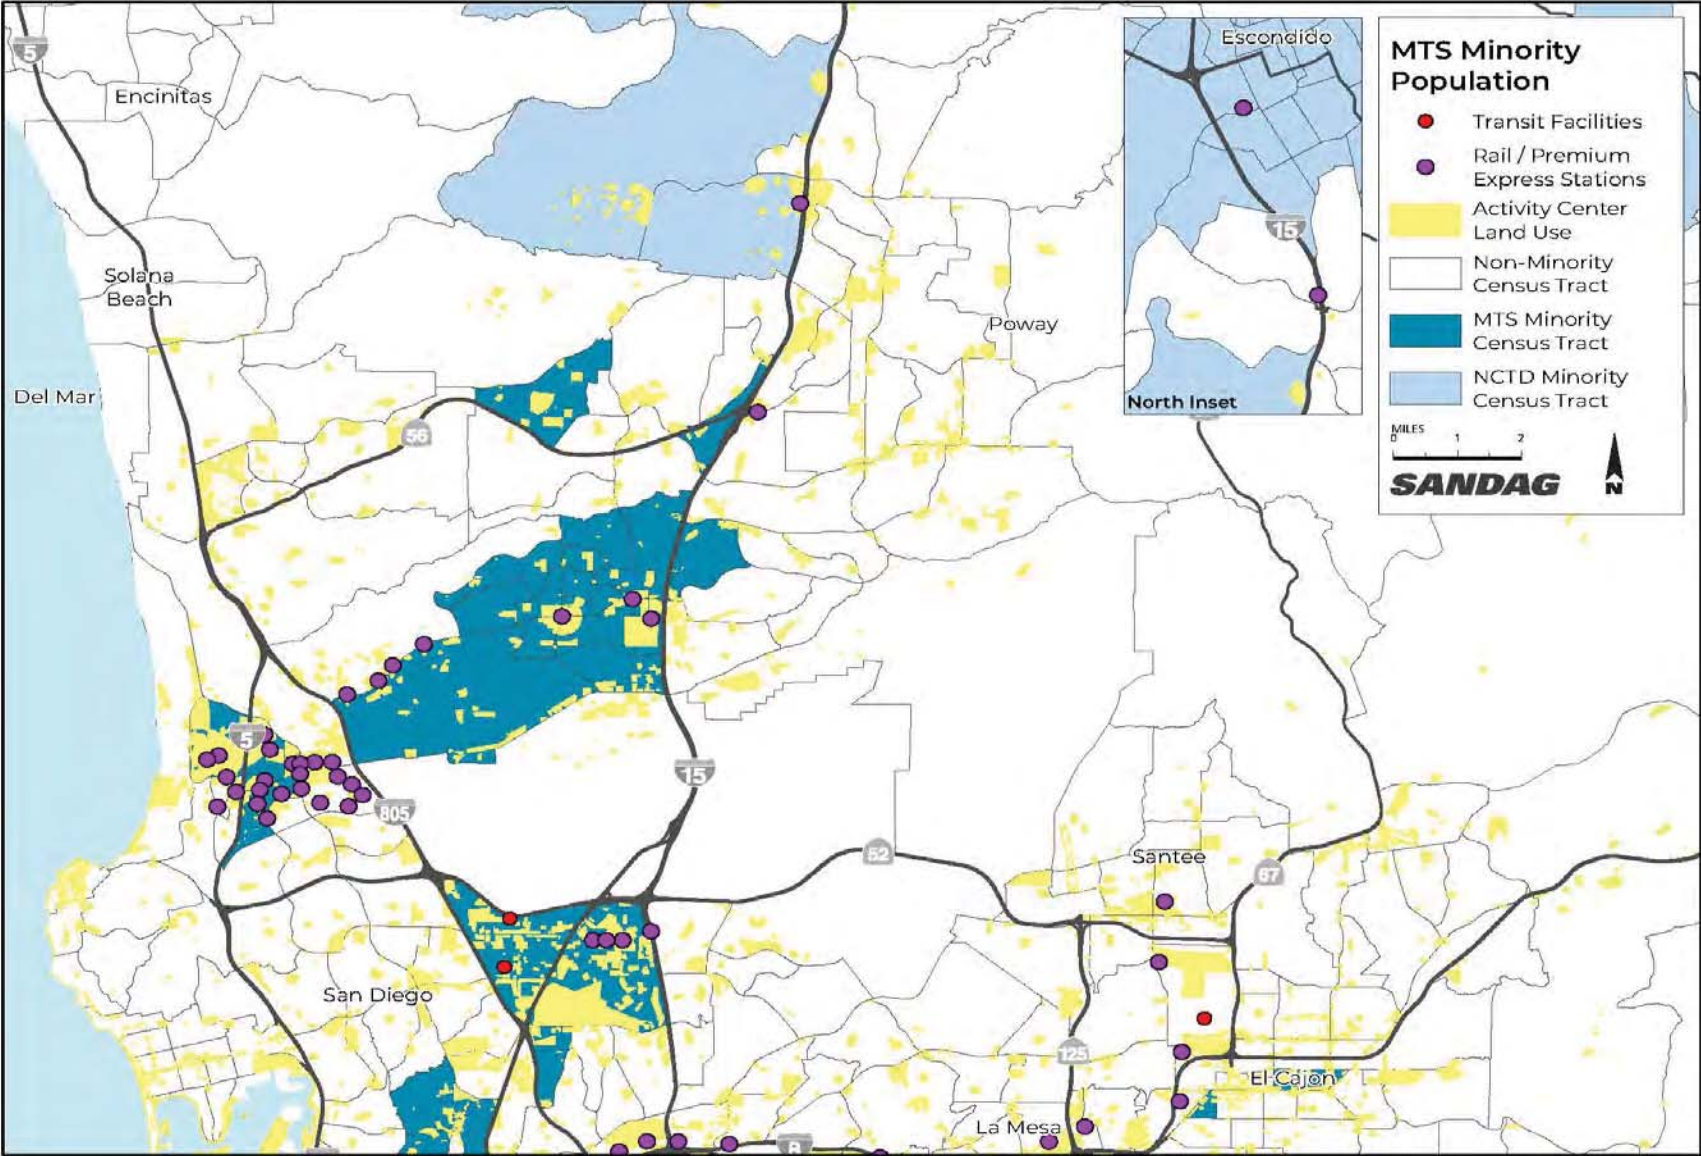 5
Encinitas
Solana
Beach
Del Mar
56
Poway
5
805
15
52
Santee
67
San Diego
125
El Cajon
La Mesa
8
Escondido
15
North Inset
MTS Minority
Population
Transit Facilities
Rail / Premium
Express Stations
Activity Center
Land Use
Non-Minority
Census Tract
MTS Minority
Census Tract
NCTD Minority
Census Tract
MILES
0 1 2
SANDAG
N